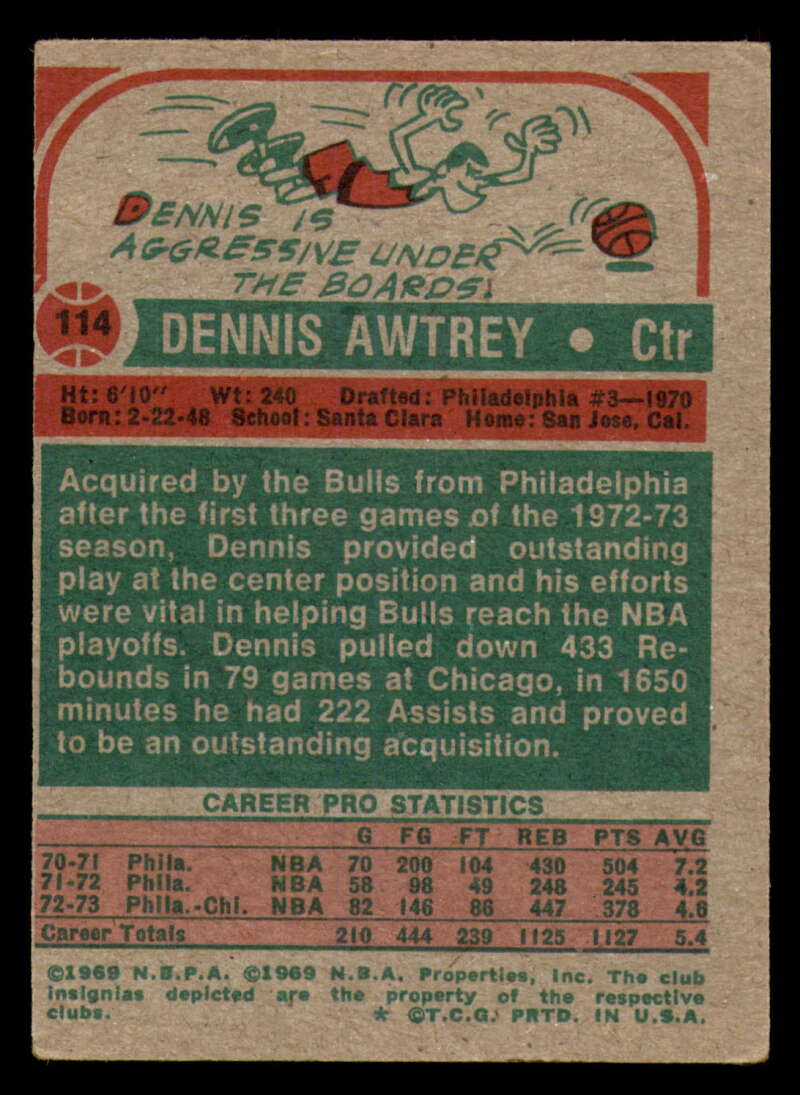 DENNIS IS
AGGRESSIVE UNDER
THE BOARDS!
114
DENNIS AWTREY • Ctr
Ht: 6'10" Wt: 240 Drafted: Philadelphia #3—1970
Born: 2-22-48 School: Santa Clara Home: San Jose, Cal.
Acquired by the Bulls from Philadelphia
after the first three games of the 1972-73
season, Dennis provided outstanding
play at the center position and his efforts
were vital in helping Bulls reach the NBA
playoffs. Dennis pulled down 433 Re-
bounds in 79 games at Chicago, in 1650
minutes he had 222 Assists and proved
to be an outstanding acquisition.
CAREER PRO STATISTICS
G FG FT REB PTS AVG
70-71 Phila. NBA 70 200 104 430 504 7.2
71-72 Phila. NBA 58 98 49 248 245 4.2
72-73 Phila.-Chi. NBA 82 146 86 447 378 4.6
Career Totals 210 444 239 1125 1127 5.4
©1969 N.B.P.A. ©1969 N.B.A. Properties, Inc. The club
insignias depicted are the property of the respective
clubs. * ©T.C.G. PRTD. IN U.S.A.